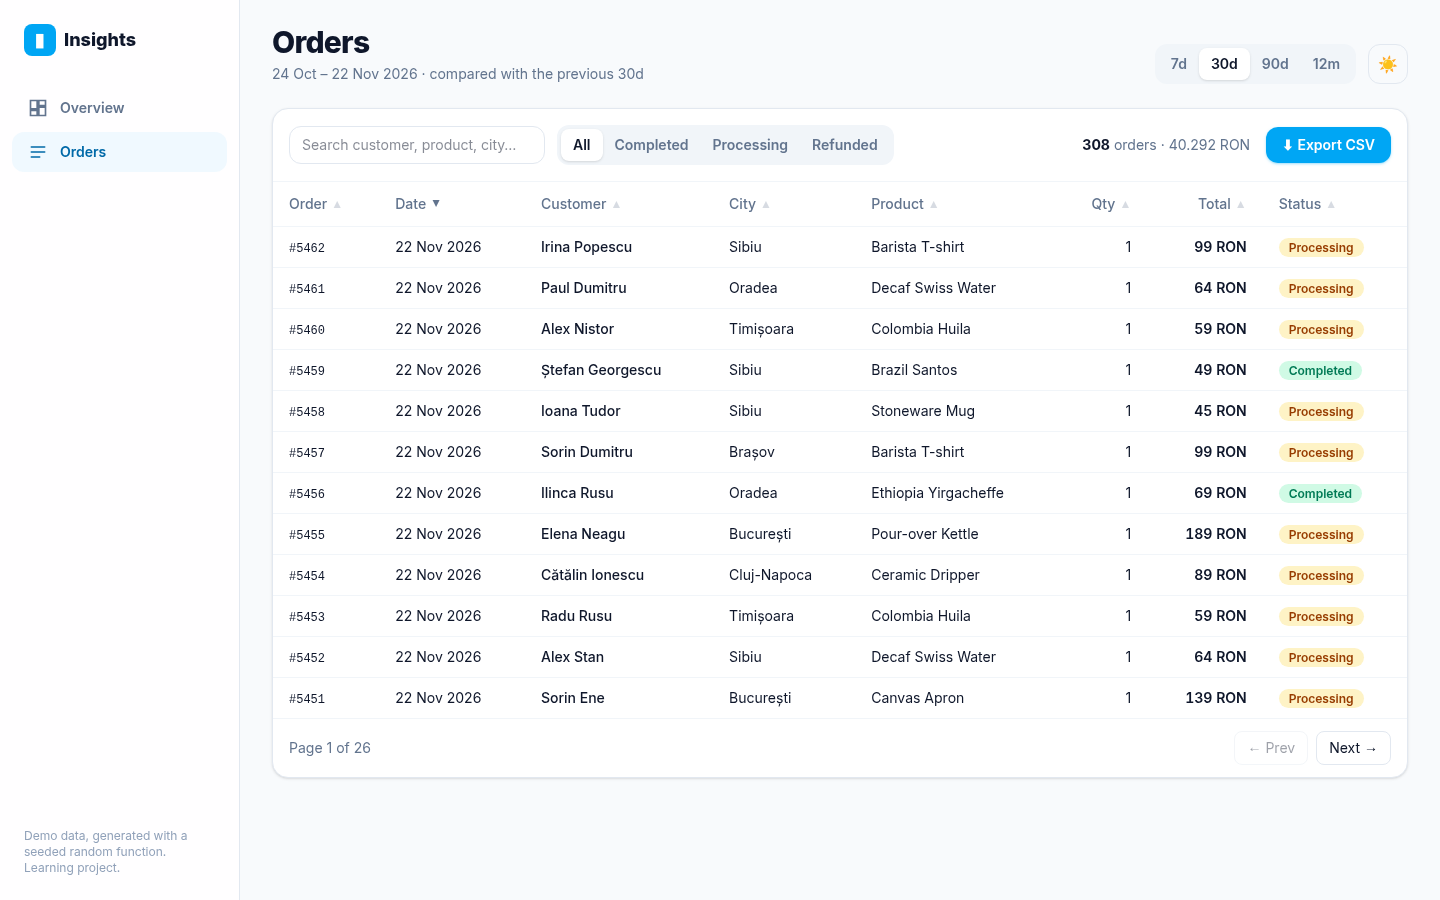 Insights
Overview
Orders
Demo data, generated with a
seeded random function.
Learning project.
Orders
24 Oct – 22 Nov 2026 · compared with the previous 30d
7d 30d 90d 12m
Search customer, product, city...
All Completed Processing Refunded
308 orders · 40.292 RON
⬇ Export CSV
Order ▲ Date ▼ Customer ▲ City ▲ Product ▲ Qty ▲ Total ▲ Status ▲
#5462 22 Nov 2026 Irina Popescu Sibiu Barista T-shirt 1 99 RON Processing
#5461 22 Nov 2026 Paul Dumitru Oradea Decaf Swiss Water 1 64 RON Processing
#5460 22 Nov 2026 Alex Nistor Timișoara Colombia Huila 1 59 RON Processing
#5459 22 Nov 2026 Ștefan Georgescu Sibiu Brazil Santos 1 49 RON Completed
#5458 22 Nov 2026 Ioana Tudor Sibiu Stoneware Mug 1 45 RON Processing
#5457 22 Nov 2026 Sorin Dumitru Brașov Barista T-shirt 1 99 RON Processing
#5456 22 Nov 2026 Ilinca Rusu Oradea Ethiopia Yirgacheffe 1 69 RON Completed
#5455 22 Nov 2026 Elena Neagu București Pour-over Kettle 1 189 RON Processing
#5454 22 Nov 2026 Cătălin Ionescu Cluj-Napoca Ceramic Dripper 1 89 RON Processing
#5453 22 Nov 2026 Radu Rusu Timișoara Colombia Huila 1 59 RON Processing
#5452 22 Nov 2026 Alex Stan Sibiu Decaf Swiss Water 1 64 RON Processing
#5451 22 Nov 2026 Sorin Ene București Canvas Apron 1 139 RON Processing
Page 1 of 26
← Prev Next →